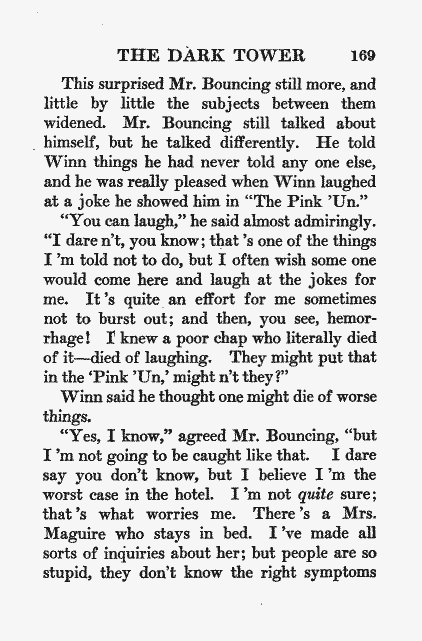 THE DARK TOWER 169
This surprised Mr. Bouncing still more, and
little by little the subjects between them
widened. Mr. Bouncing still talked about
himself, but he talked differently. He told
Winn things he had never told any one else,
and he was really pleased when Winn laughed
at a joke he showed him in “The Pink ’Un.”
“You can laugh,” he said almost admiringly.
“I dare n’t, you know; that ’s one of the things
I ’m told not to do, but I often wish some one
would come here and laugh at the jokes for
me. It ’s quite an effort for me sometimes
not to burst out; and then, you see, hemor-
rhage! I knew a poor chap who literally died
of it—died of laughing. They might put that
in the ‘Pink ’Un,’ might n’t they?”
Winn said he thought one might die of worse
things.
“Yes, I know,” agreed Mr. Bouncing, “but
I ’m not going to be caught like that. I dare
say you don’t know, but I believe I ’m the
worst case in the hotel. I ’m not quite sure;
that ’s what worries me. There ’s a Mrs.
Maguire who stays in bed. I ’ve made all
sorts of inquiries about her; but people are so
stupid, they don’t know the right symptoms